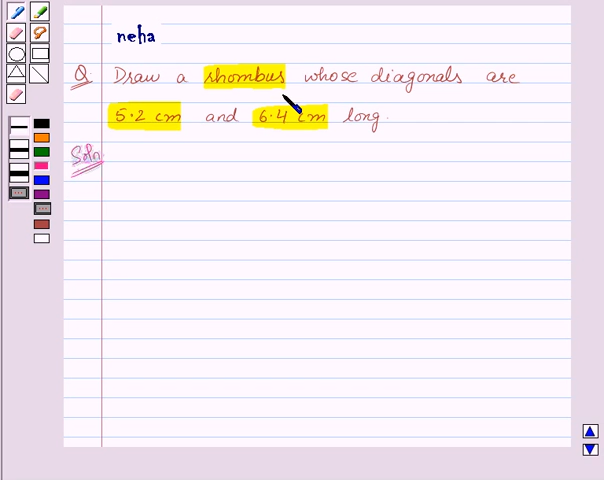 neha
Q. Draw a rhombus whose diagonals are
5.2 cm and 6.4 cm long.
Soln.